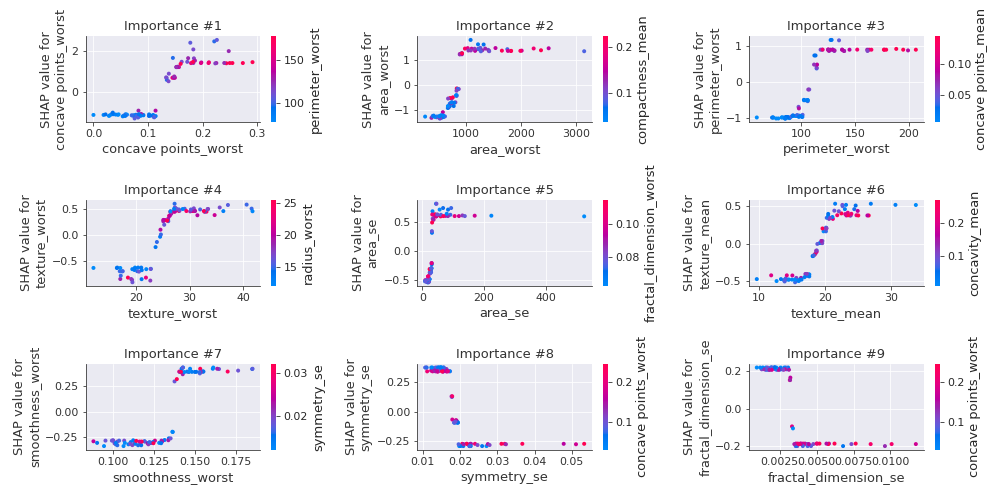 Importance #1
SHAP value for
concave points_worst
2
0
0.0
0.1
0.2
0.3
concave points_worst
150
100
perimeter_worst
Importance #2
SHAP value for
area_worst
1
0
−1
1000
2000
3000
area_worst
0.2
0.1
compactness_mean
Importance #3
SHAP value for
perimeter_worst
1
0
−1
100
150
200
perimeter_worst
0.10
0.05
concave points_mean
Importance #4
SHAP value for
texture_worst
0.5
0.0
−0.5
20
30
40
texture_worst
25
20
15
radius_worst
Importance #5
SHAP value for
area_se
0.5
0.0
−0.5
0
200
400
area_se
0.10
0.08
fractal_dimension_worst
Importance #6
SHAP value for
texture_mean
0.5
0.0
−0.5
10
20
30
texture_mean
0.2
0.1
concavity_mean
Importance #7
SHAP value for
smoothness_worst
0.25
0.00
−0.25
0.100
0.125
0.150
0.175
smoothness_worst
0.03
0.02
symmetry_se
Importance #8
SHAP value for
symmetry_se
0.25
0.00
−0.25
0.01
0.02
0.03
0.04
0.05
symmetry_se
0.2
0.1
concave points_worst
Importance #9
SHAP value for
fractal_dimension_se
0.2
0.0
−0.2
0.0025
0.0050
0.0075
0.0100
fractal_dimension_se
0.2
0.1
concave points_worst